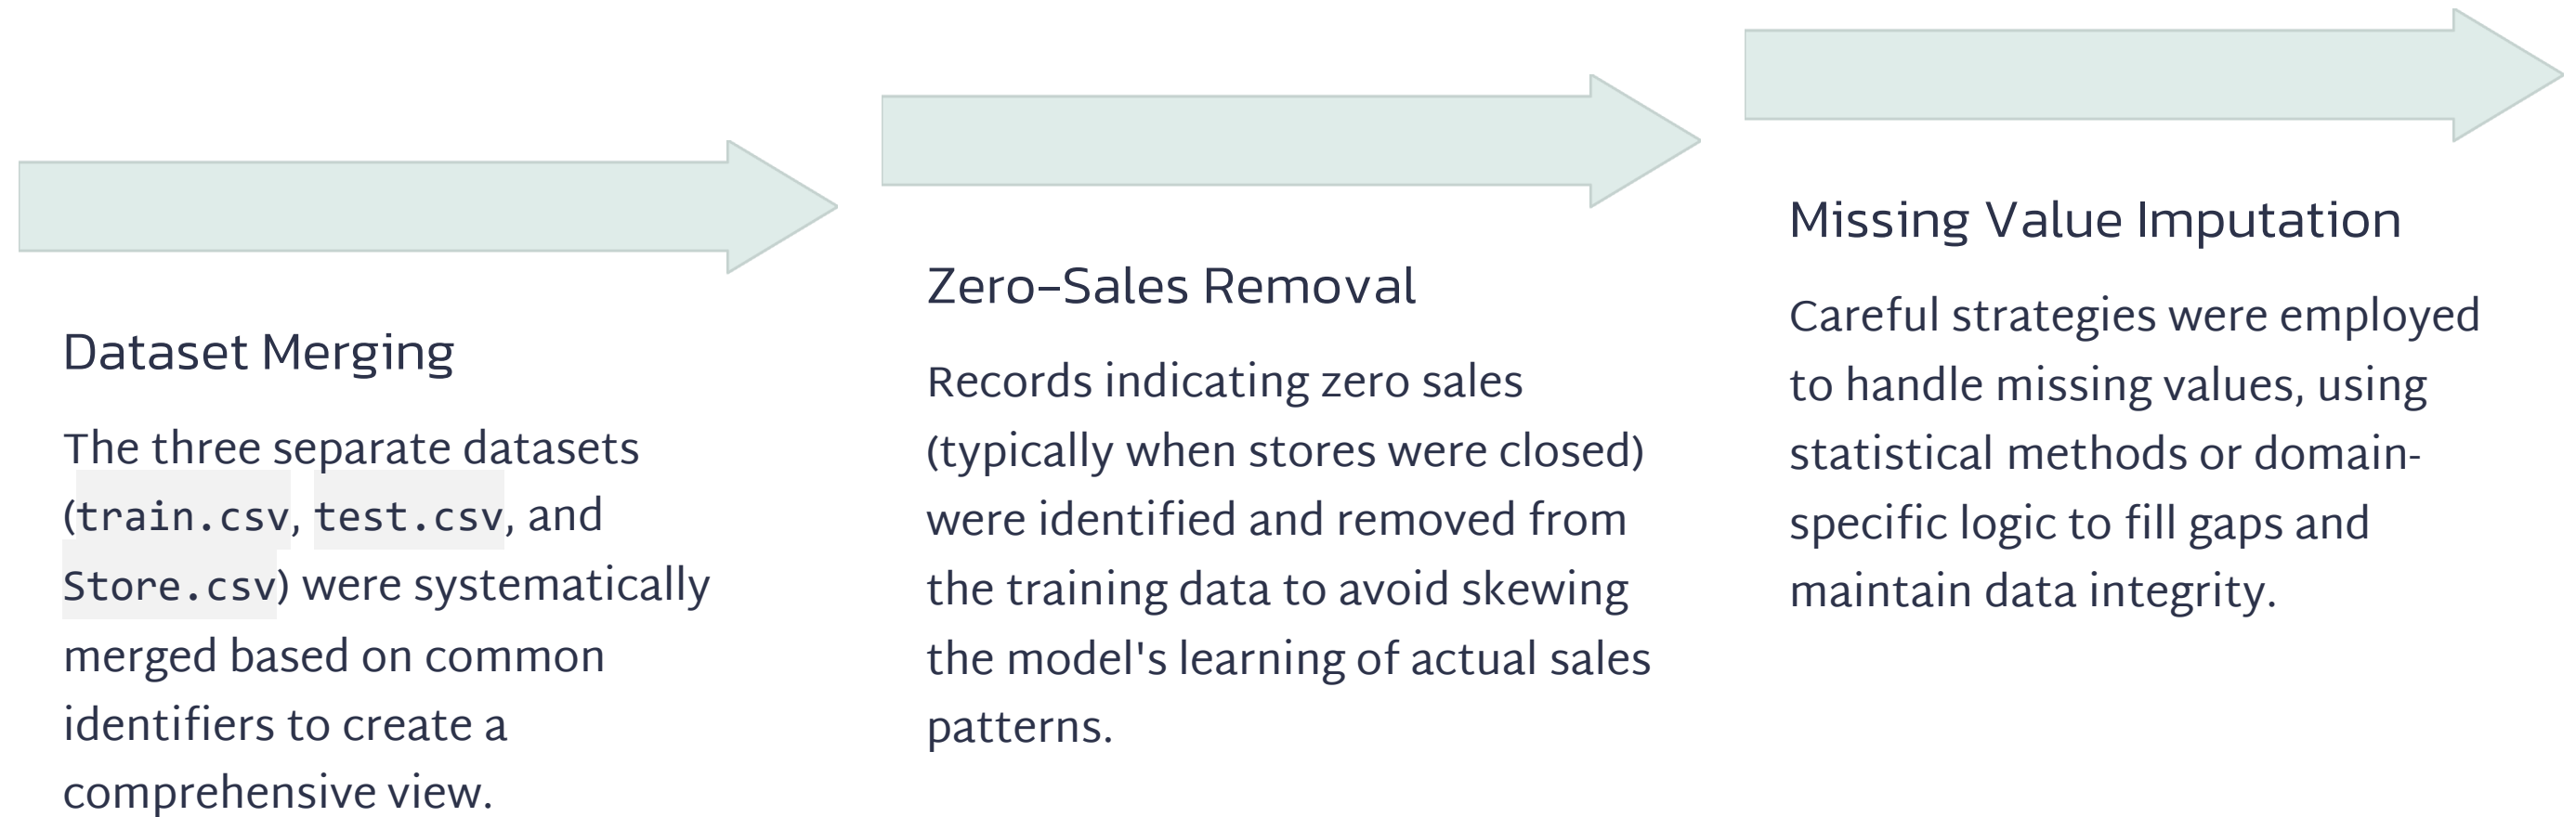 Dataset Merging
The three separate datasets
(train.csv, test.csv, and
Store.csv) were systematically
merged based on common
identifiers to create a
comprehensive view.
Zero-Sales Removal
Records indicating zero sales
(typically when stores were closed)
were identified and removed from
the training data to avoid skewing
the model's learning of actual sales
patterns.
Missing Value Imputation
Careful strategies were employed
to handle missing values, using
statistical methods or domain-
specific logic to fill gaps and
maintain data integrity.